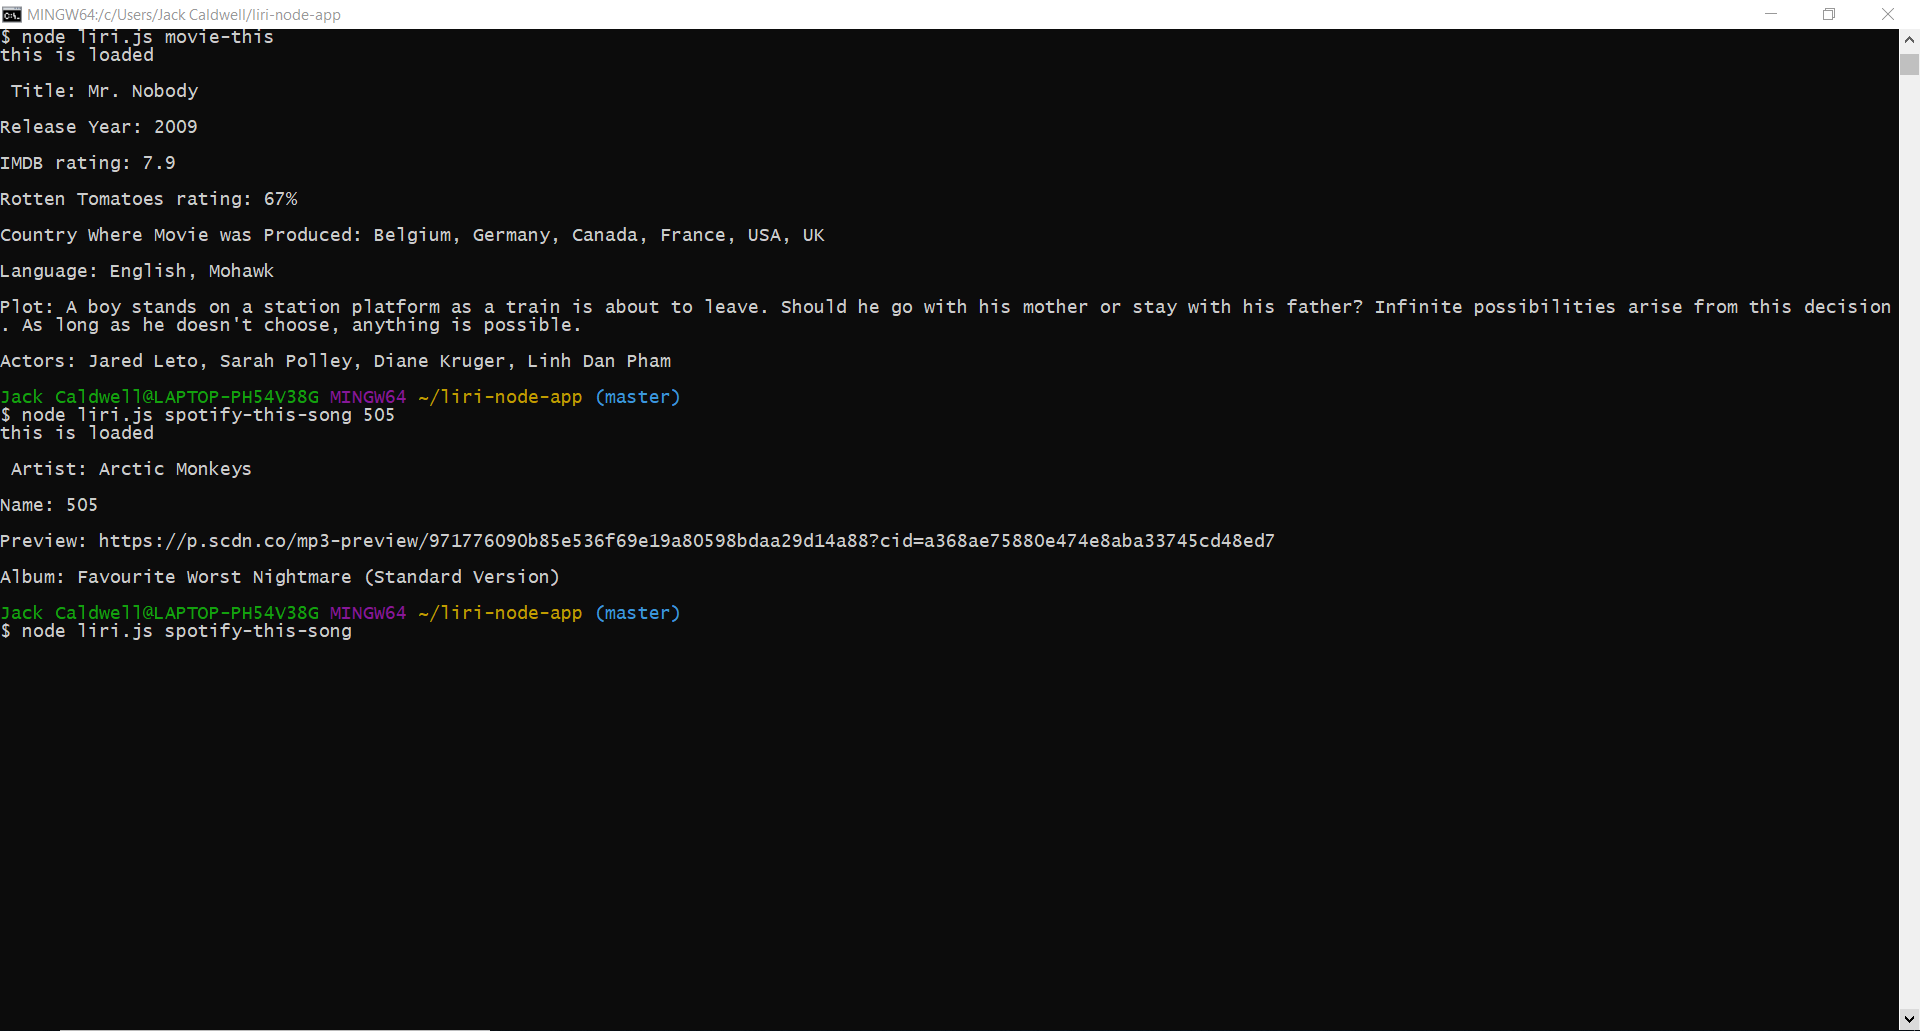 MINGW64:/c/Users/Jack Caldwell/liri-node-app
$ node liri.js movie-this
this is loaded
Title: Mr. Nobody
Release Year: 2009
IMDB rating: 7.9
Rotten Tomatoes rating: 67%
Country Where Movie was Produced: Belgium, Germany, Canada, France, USA, UK
Language: English, Mohawk
Plot: A boy stands on a station platform as a train is about to leave. Should he go with his mother or stay with his father? Infinite possibilities arise from this decision
. As long as he doesn't choose, anything is possible.
Actors: Jared Leto, Sarah Polley, Diane Kruger, Linh Dan Pham
Jack Caldwell@LAPTOP-PH54V38G MINGW64 ~/liri-node-app (master)
$ node liri.js spotify-this-song 505
this is loaded
Artist: Arctic Monkeys
Name: 505
Preview: https://p.scdn.co/mp3-preview/971776090b85e536f69e19a80598bdaa29d14a88?cid=a368ae75880e474e8aba33745cd48ed7
Album: Favourite Worst Nightmare (Standard Version)
Jack Caldwell@LAPTOP-PH54V38G MINGW64 ~/liri-node-app (master)
$ node liri.js spotify-this-song